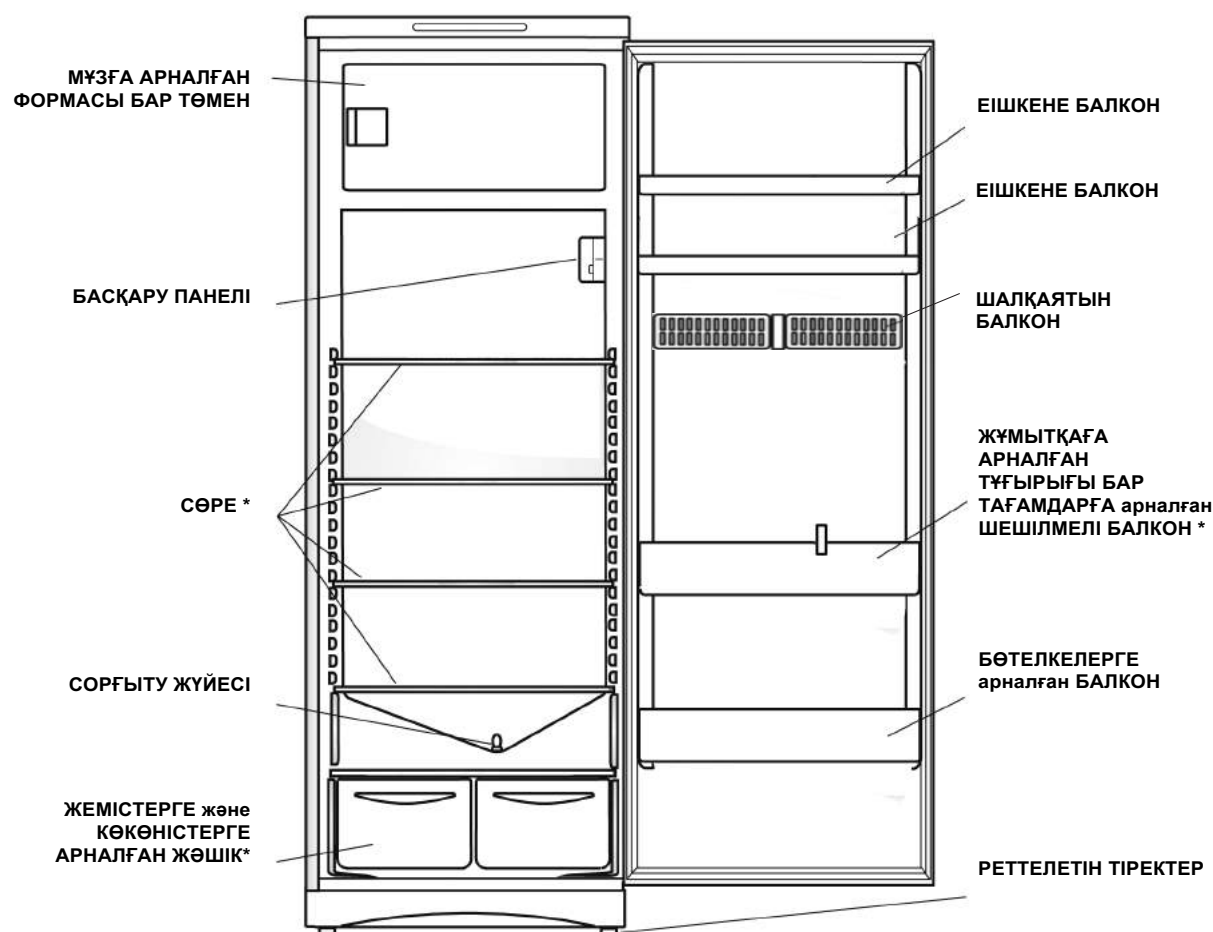 МҰЗҒА АРНАЛҒАН
ФОРМАСЫ БАР ТӨМЕН
БАСҚАРУ ПАНЕЛІ
СӨРЕ *
СОРҒЫТУ ЖҮЙЕСІ
ЖЕМІСТЕРГЕ және
КӨКӨНІСТЕРГЕ
АРНАЛҒАН ЖӘШІК*
ЕІШКЕНЕ БАЛКОН
ЕІШКЕНЕ БАЛКОН
ШАЛҚАЯТЫН
БАЛКОН
ЖҰМЫТҚАҒА
АРНАЛҒАН
ТҰҒЫРЫҒЫ БАР
ТАҒАМДАРҒА арналған
ШЕШІЛМЕЛІ БАЛКОН *
БӨТЕЛКЕЛЕРГЕ
арналған БАЛКОН
РЕТТЕЛЕТІН ТІРЕКТЕР